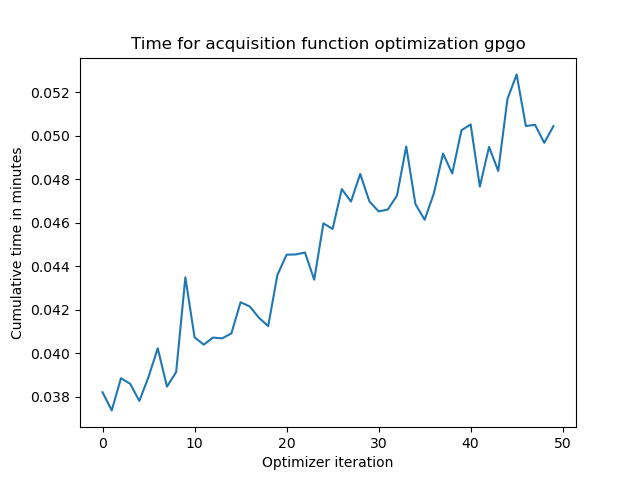 Time for acquisition function optimization gpgo
0.052
0.050
0.048
0.046
0.044
0.042
0.040
0.038
Cumulative time in minutes
0 10 20 30 40 50
Optimizer iteration